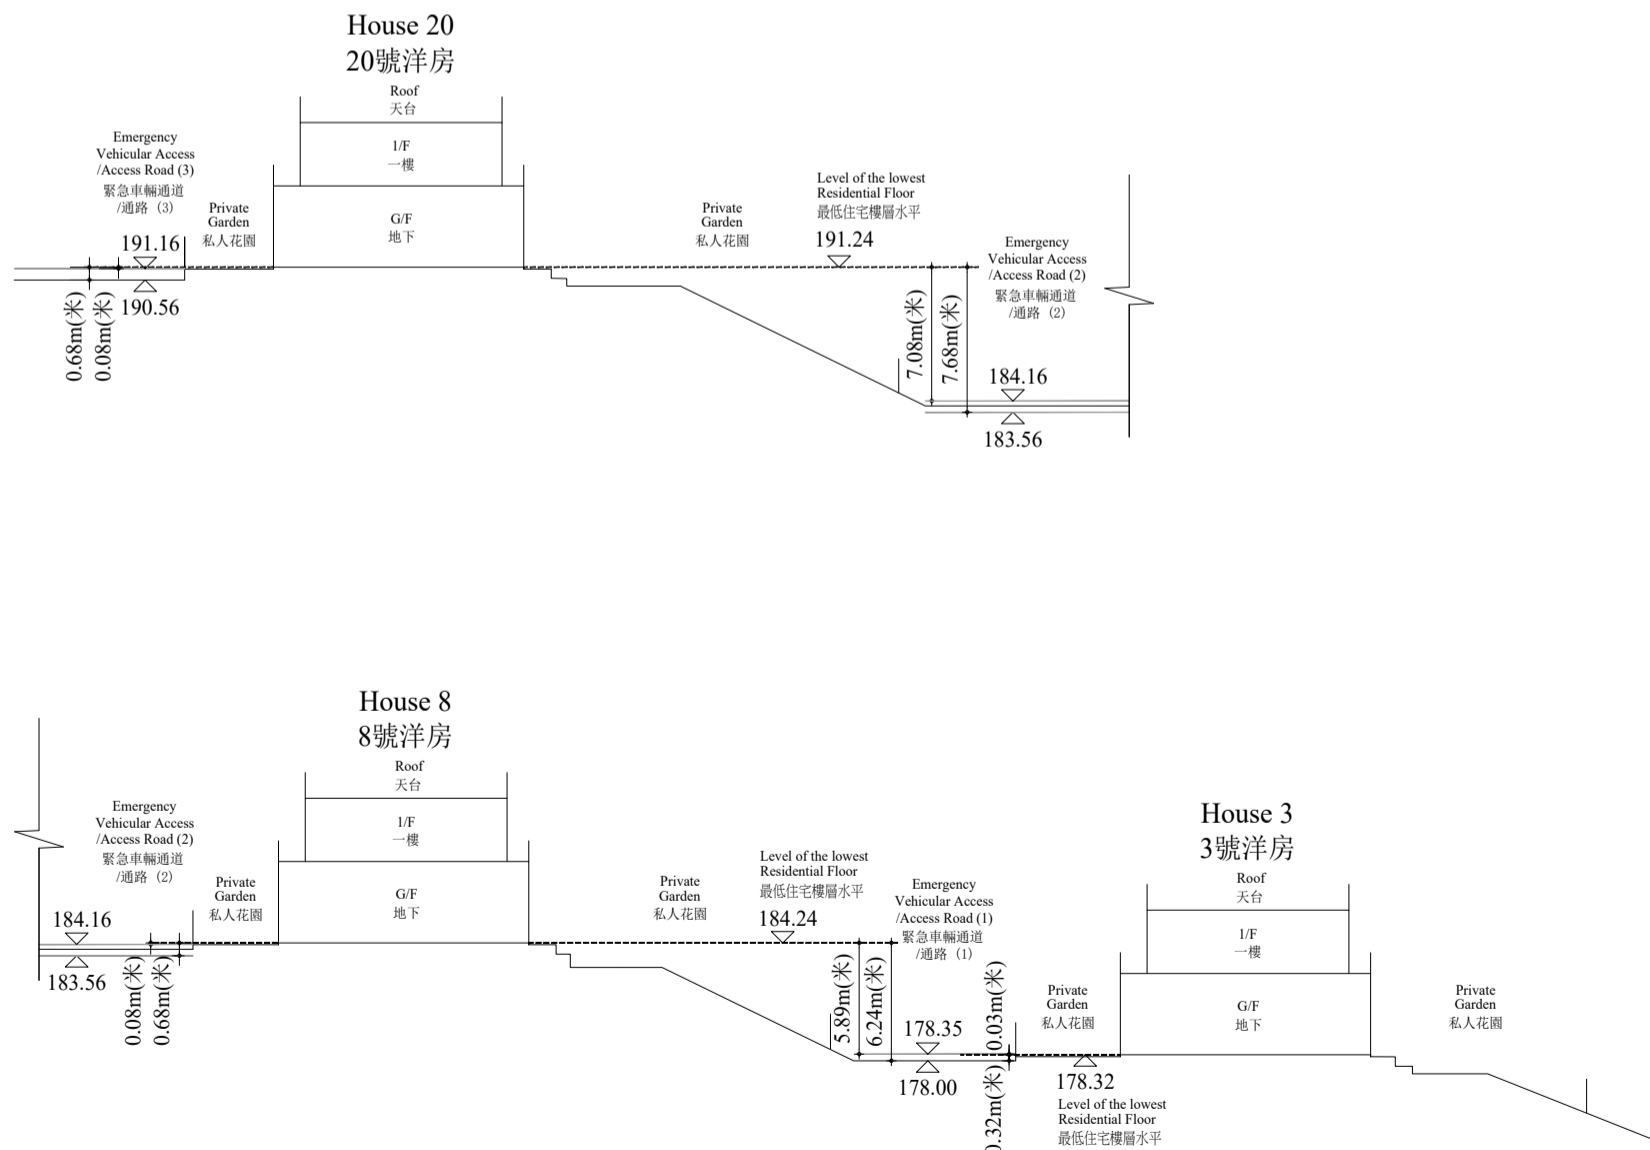 House 20
20號洋房
Roof
天台
1/F
一樓
G/F
地下
Emergency
Vehicular Access
/Access Road (3)
緊急車輛通道
/通路（3）
191.16
190.56
0.68m(米)
0.08m(米)
Private
Garden
私人花園
Private
Garden
私人花園
Level of the lowest
Residential Floor
最低住宅樓層水平
191.24
7.08m(米)
7.68m(米)
Emergency
Vehicular Access
/Access Road (2)
緊急車輛通道
/通路（2）
184.16
183.56
House 8
8號洋房
Roof
天台
1/F
一樓
G/F
地下
Emergency
Vehicular Access
/Access Road (2)
緊急車輛通道
/通路（2）
184.16
183.56
0.08m(米)
0.68m(米)
Private
Garden
私人花園
Private
Garden
私人花園
Level of the lowest
Residential Floor
最低住宅樓層水平
184.24
5.89m(米)
6.24m(米)
Emergency
Vehicular Access
/Access Road (1)
緊急車輛通道
/通路（1）
178.35
178.00
0.03m(米)
.32m(米)
House 3
3號洋房
Roof
天台
1/F
一樓
G/F
地下
Private
Garden
私人花園
Private
Garden
私人花園
178.32
Level of the lowest
Residential Floor
最低住宅樓層水平